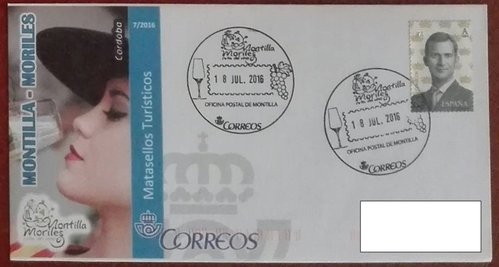 MONTILLA - MORILES
Cordoba
7/2016
Matasellos Turísticos
Montilla
Moriles
CORREOS
Montilla
Moriles
18 JUL. 2016
OFICINA POSTAL DE MONTILLA
CORREOS
Montilla
Moriles
18 JUL. 2016
OFICINA POSTAL DE MONTILLA
CORREOS
A
ESPAÑA